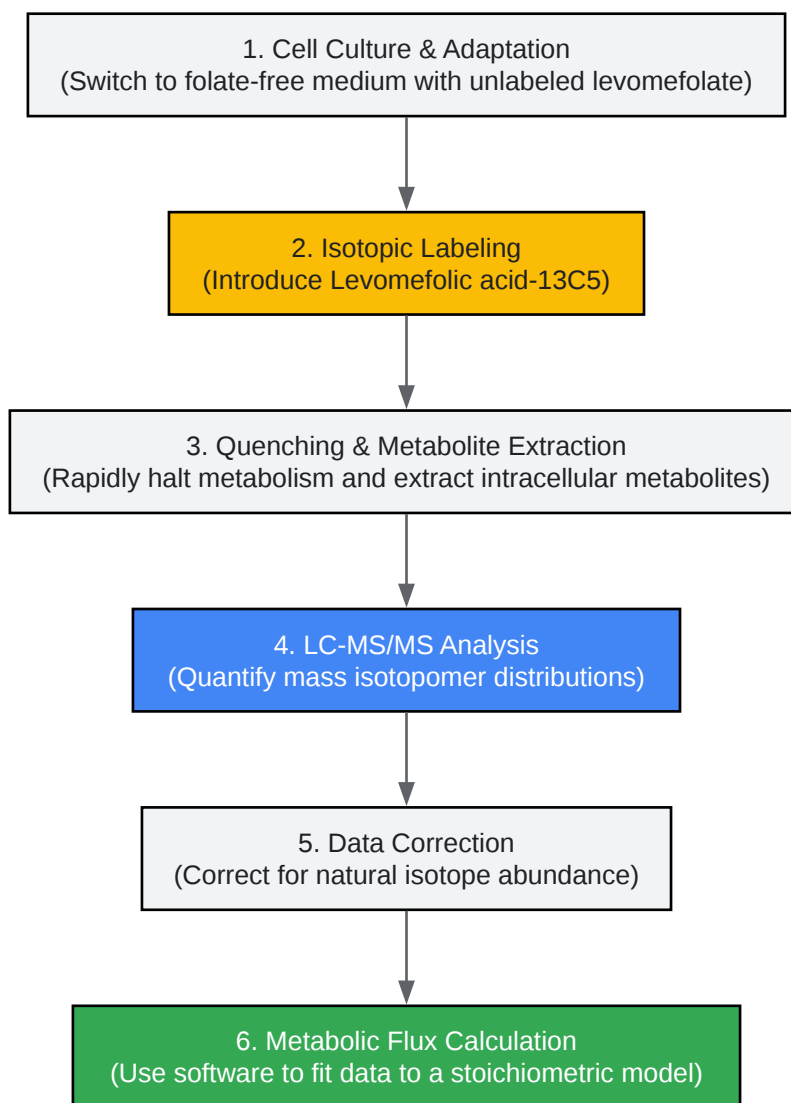 1. Cell Culture & Adaptation
(Switch to folate-free medium with unlabeled levomefolate)
2. Isotopic Labeling
(Introduce Levomefolic acid-13C5)
3. Quenching & Metabolite Extraction
(Rapidly halt metabolism and extract intracellular metabolites)
4. LC-MS/MS Analysis
(Quantify mass isotopomer distributions)
5. Data Correction
(Correct for natural isotope abundance)
6. Metabolic Flux Calculation
(Use software to fit data to a stoichiometric model)